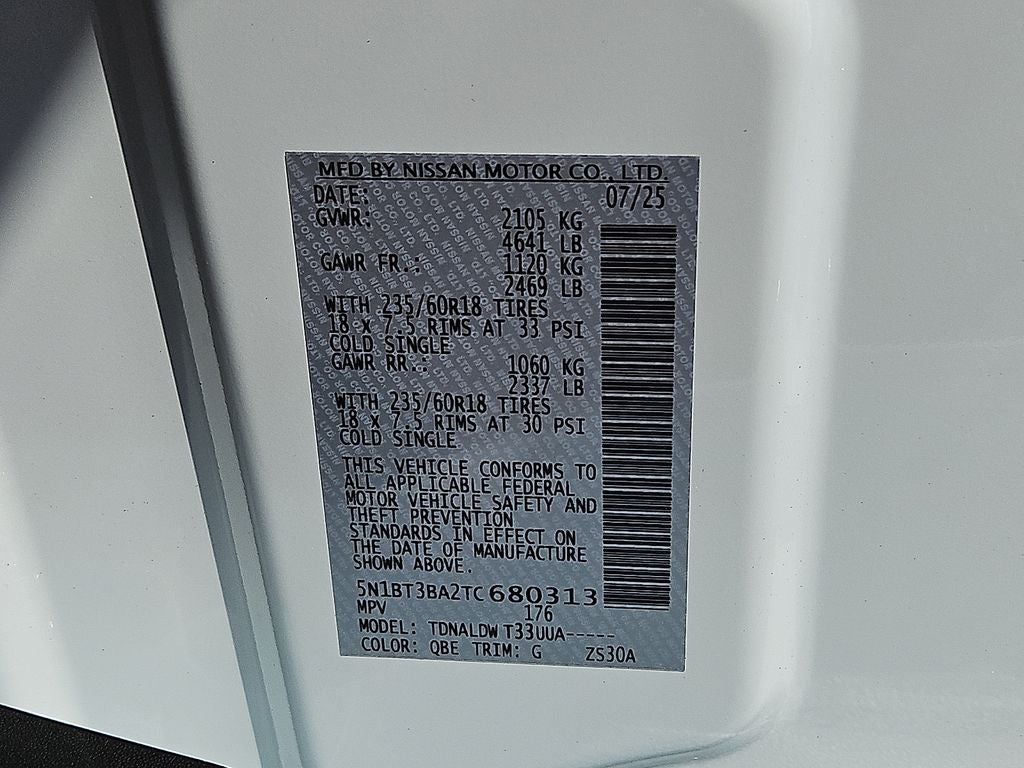 MFD BY NISSAN MOTOR CO., LTD.
DATE: 07/25
GVWR: 2105 KG
4641 LB
GAWR FR.: 1120 KG
2469 LB
WITH 235/60R18 TIRES
18 x 7.5 RIMS AT 33 PSI
COLD SINGLE
GAWR RR.: 1060 KG
2337 LB
WITH 235/60R18 TIRES
18 x 7.5 RIMS AT 30 PSI
COLD SINGLE
THIS VEHICLE CONFORMS TO
ALL APPLICABLE FEDERAL
MOTOR VEHICLE SAFETY AND
THEFT PREVENTION
STANDARDS IN EFFECT ON
THE DATE OF MANUFACTURE
SHOWN ABOVE.
5N1BT3BA2TC680313
MPV 176
MODEL: TDNALDW T33UUA-----
COLOR: QBE TRIM: G ZS30A